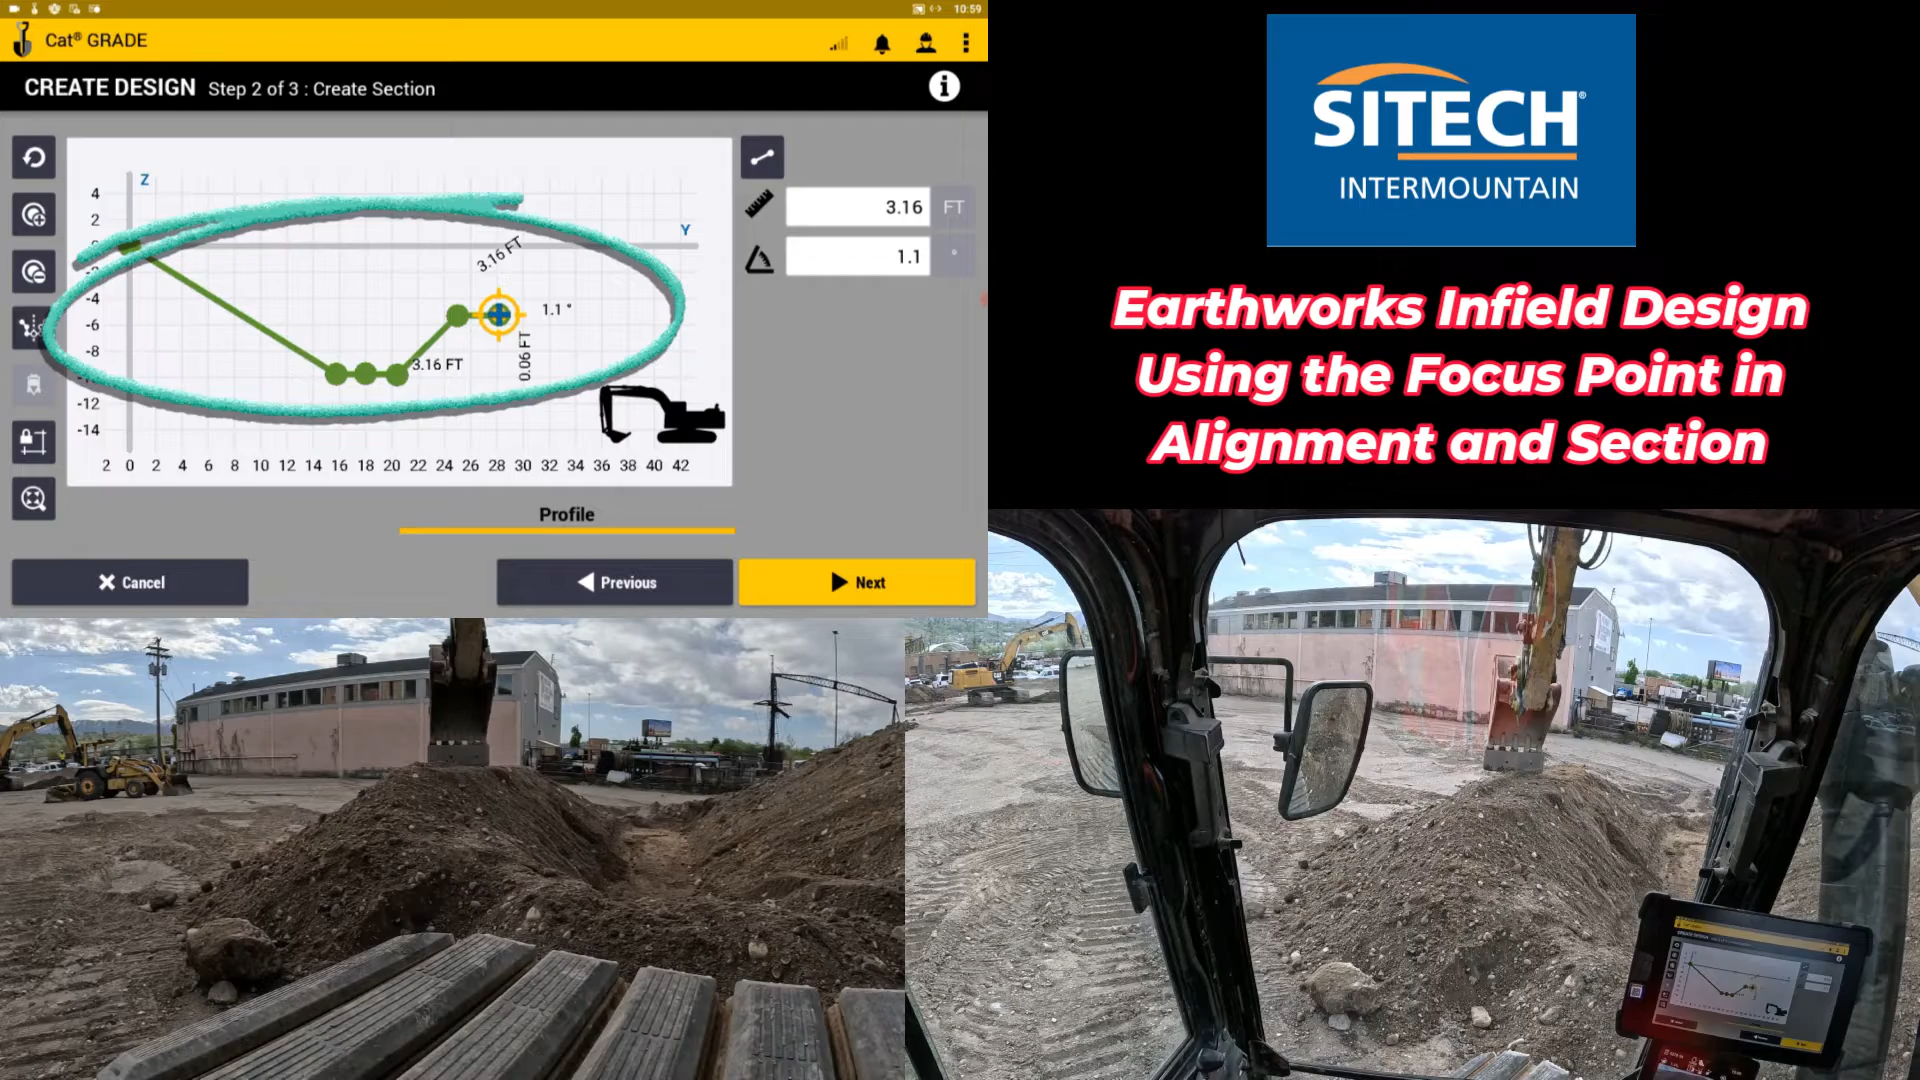 10:59
Cat® GRADE
CREATE DESIGN Step 2 of 3 : Create Section
Z
4
2
Y
-4
-6
-8
-12
-14
3.16 FT
1.1 °
0.06 FT
3.16 FT
2 0 2 4 6 8 10 12 14 16 18 20 22 24 26 28 30 32 34 36 38 40 42
3.16 FT
1.1 °
Profile
Cancel
Previous
Next
SITECH®
INTERMOUNTAIN
Earthworks Infield Design
Using the Focus Point in
Alignment and Section